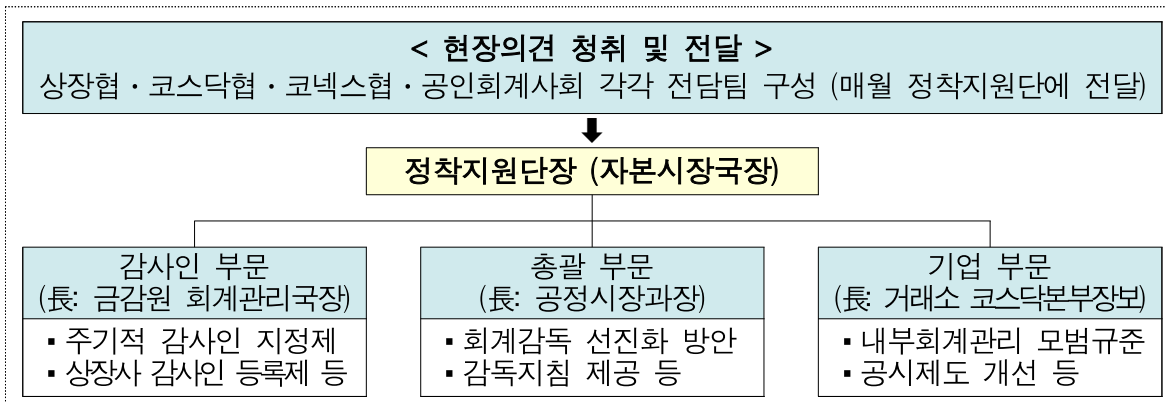 < 현장의견 청취 및 전달 >
상장협・코스닥협・코넥스협・공인회계사회 각각 전담팀 구성 (매월 정착지원단에 전달)
정착지원단장 (자본시장국장)
감사인 부문
(長: 금감원 회계관리국장)
▪ 주기적 감사인 지정제
▪ 상장사 감사인 등록제 등
총괄 부문
(長: 공정시장과장)
▪ 회계감독 선진화 방안
▪ 감독지침 제공 등
기업 부문
(長: 거래소 코스닥본부장보)
▪ 내부회계관리 모범규준
▪ 공시제도 개선 등